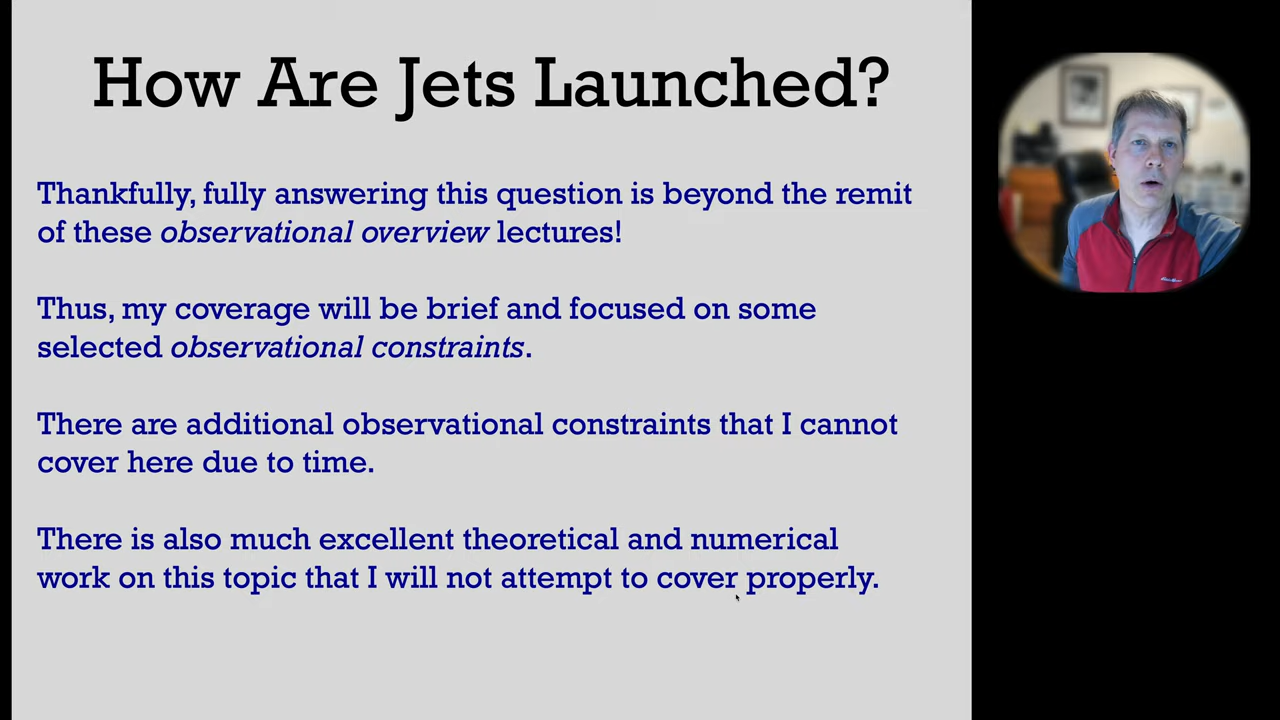 How Are Jets Launched?
Thankfully, fully answering this question is beyond the remit
of these observational overview lectures!
Thus, my coverage will be brief and focused on some
selected observational constraints.
There are additional observational constraints that I cannot
cover here due to time.
There is also much excellent theoretical and numerical
work on this topic that I will not attempt to cover properly.